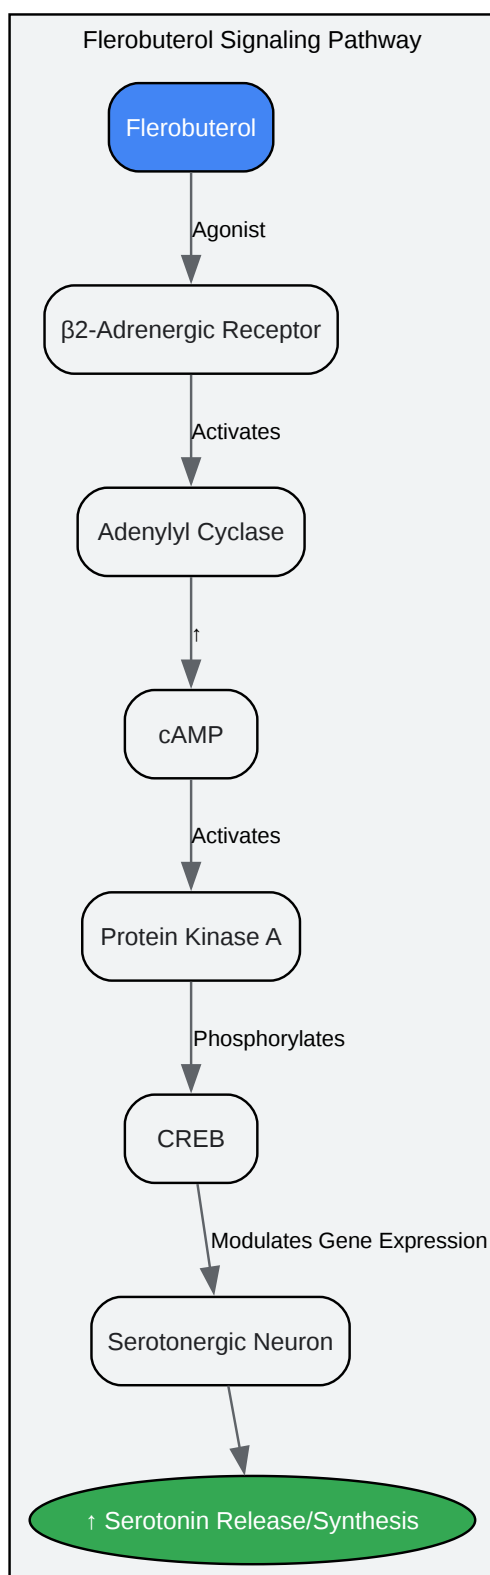 Flerobuterol Signaling Pathway
Flerobuterol
Agonist
β2-Adrenergic Receptor
Activates
Adenylyl Cyclase
↑
cAMP
Activates
Protein Kinase A
Phosphorylates
CREB
Modulates Gene Expression
Serotonergic Neuron
↑ Serotonin Release/Synthesis